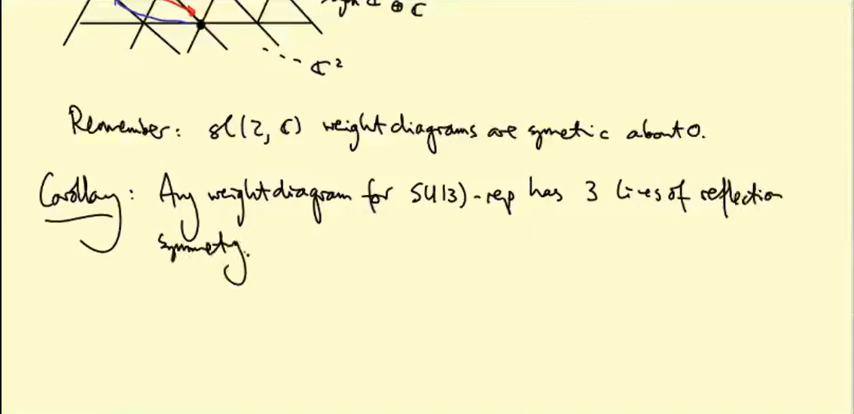 ⊕ C
ℂ²
Remember: sl(2, C) weight diagrams are symetic about 0.
Corollary: Any weight diagram for SU(3)-rep has 3 lines of reflection
symmetry.